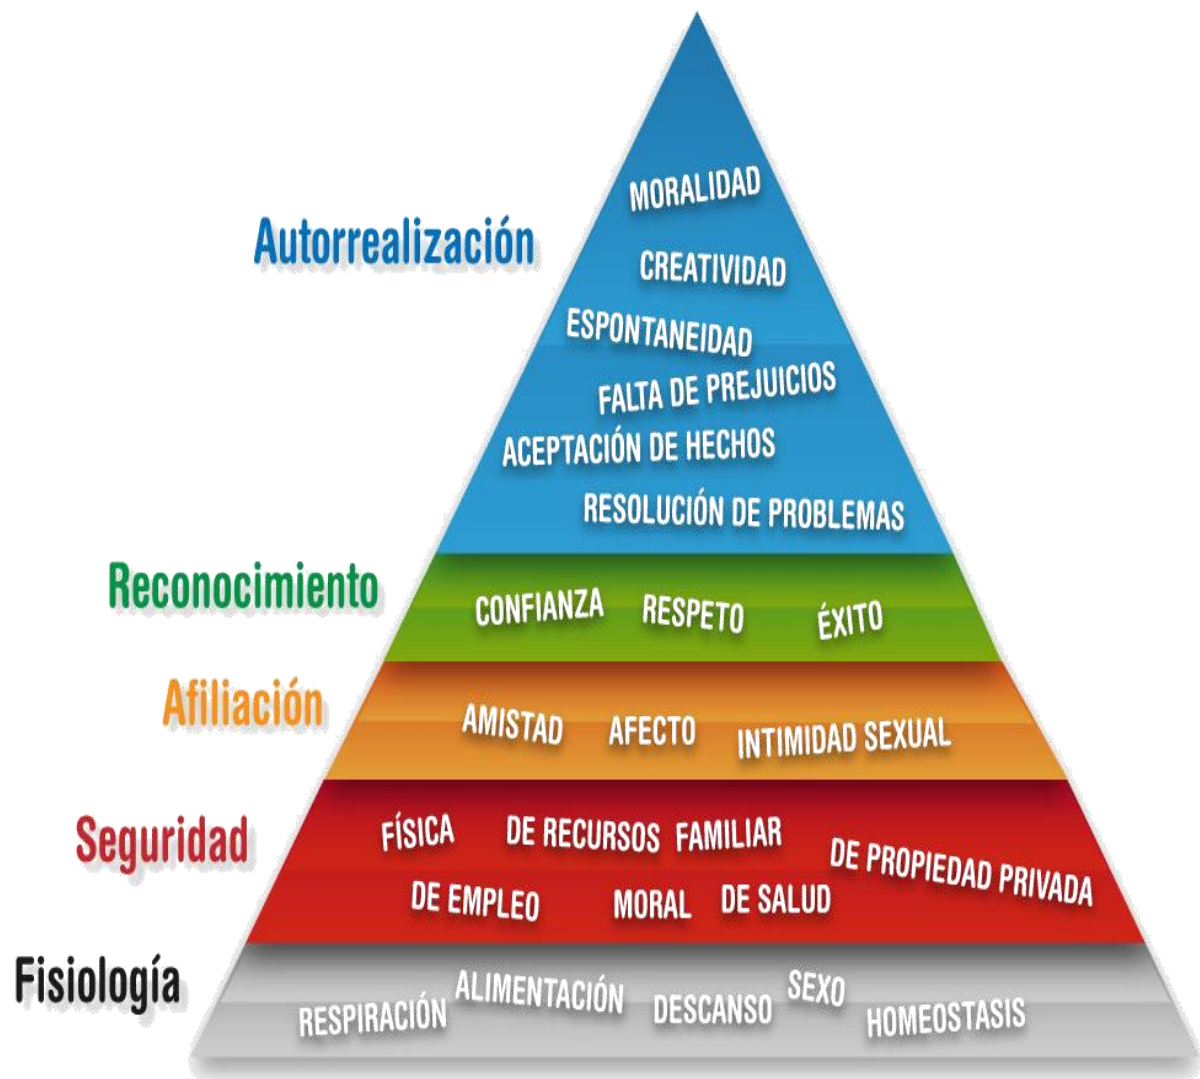 MORALIDAD
Autorrealización
CREATIVIDAD
ESPONTANEIDAD
FALTA DE PREJUICIOS
ACEPTACIÓN DE HECHOS
RESOLUCIÓN DE PROBLEMAS
Reconocimiento
CONFIANZA RESPETO ÉXITO
Afiliación
AMISTAD AFECTO INTIMIDAD SEXUAL
Seguridad
FÍSICA DE RECURSOS FAMILIAR DE PROPIEDAD PRIVADA
DE EMPLEO MORAL DE SALUD
Fisiología
RESPIRACIÓN ALIMENTACIÓN DESCANSO SEXO HOMEOSTASIS